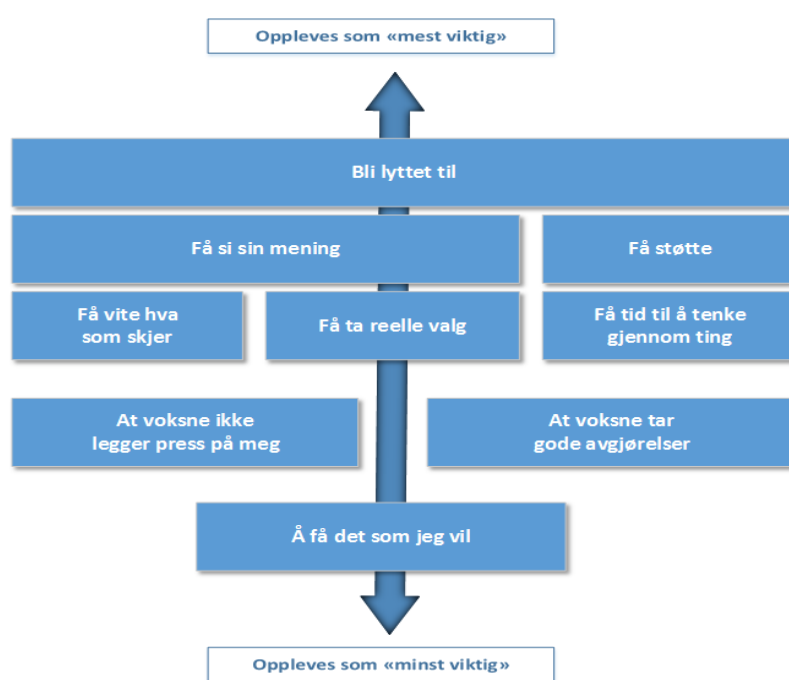 Oppleves som «mest viktig»
Bli lyttet til
Få si sin mening
Få støtte
Få vite hva
som skjer
Få ta reelle valg
Få tid til å tenke
gjennom ting
At voksne ikke
legger press på meg
At voksne tar
gode avgjørelser
Å få det som jeg vil
Oppleves som «minst viktig»